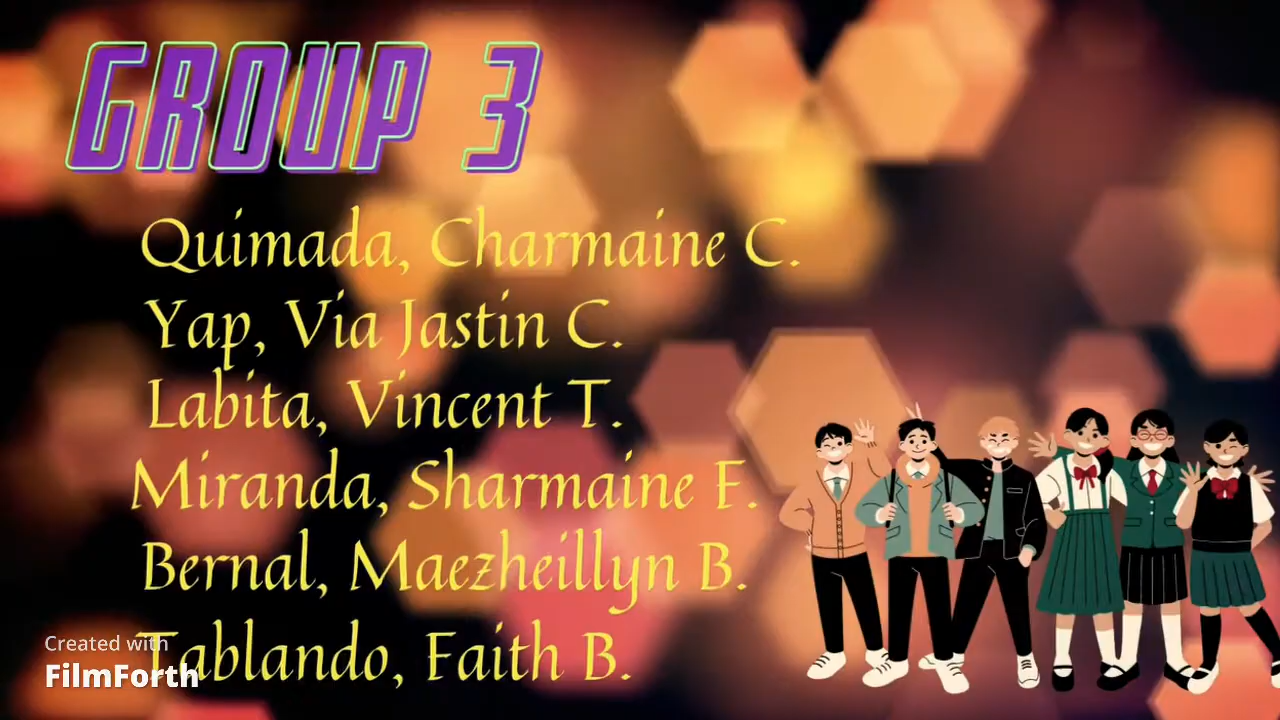 GROUP 3
Quimada, Charmaine C.
Yap, Via Jastin C.
Labita, Vincent T.
Miranda, Sharmaine F.
Bernal, Maezheillyn B.
Tablando, Faith B.
Created with
FilmForth